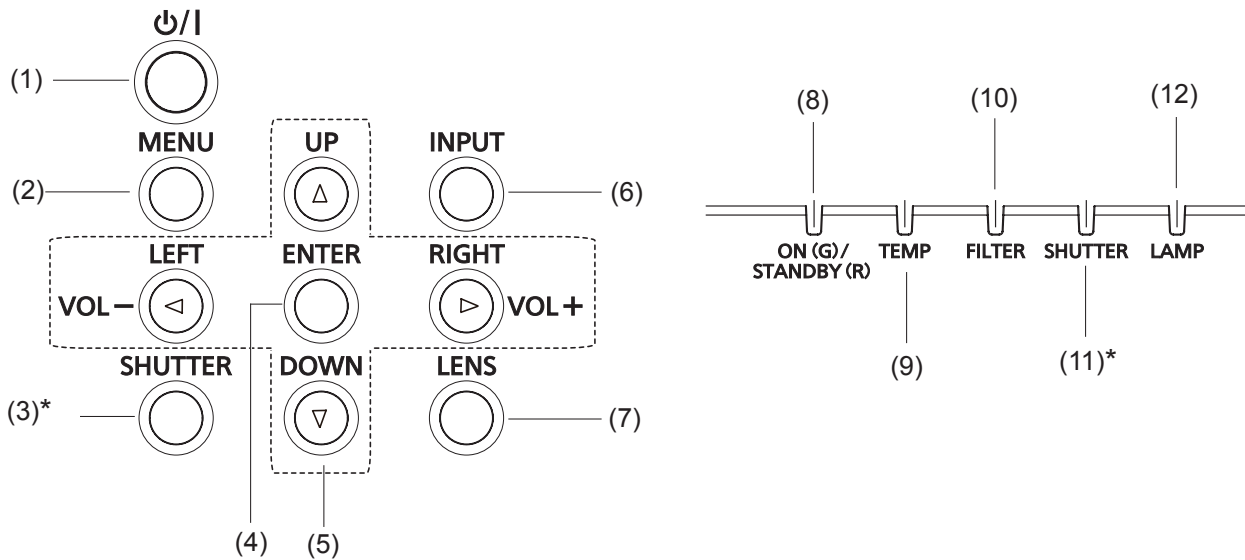 ⏻/|
(1)
MENU
UP
INPUT
(2)
(6)
LEFT
ENTER
RIGHT
VOL −
VOL +
SHUTTER
DOWN
LENS
(3)*
(7)
(4)
(5)
(8)
(10)
(12)
ON (G)/
STANDBY (R)
TEMP
FILTER
SHUTTER
LAMP
(9)
(11)*